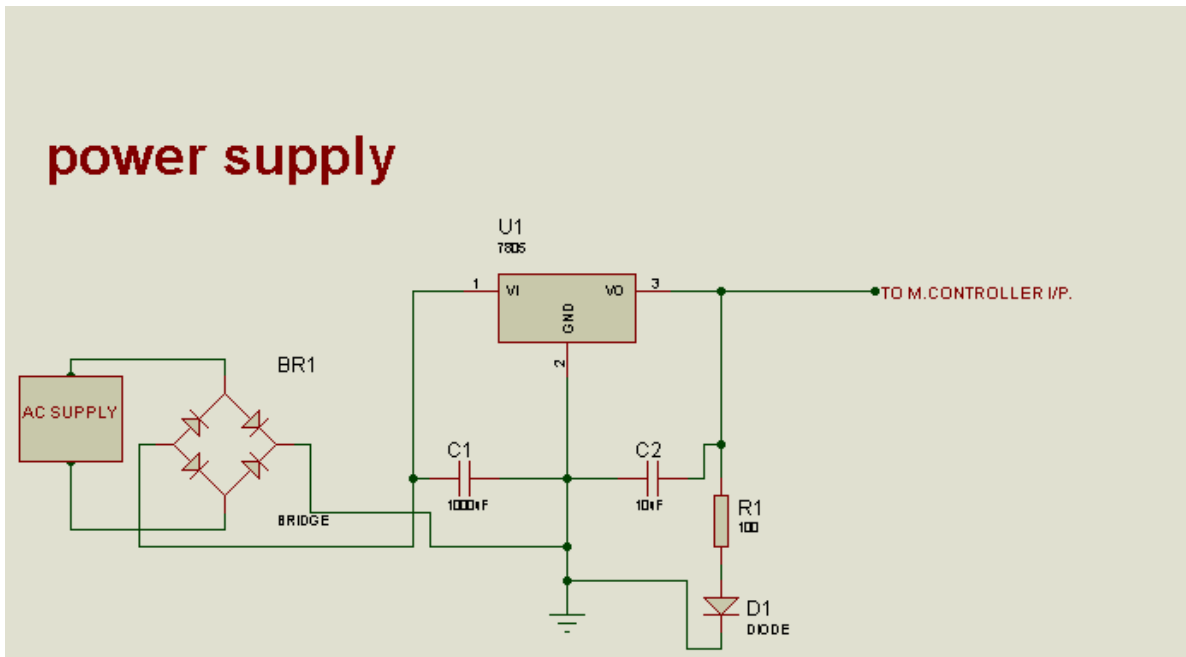 power supply
U1
7805
1
VI
VO
3
TO M.CONTROLLER I/P.
GND
2
BR1
AC SUPPLY
C1
1000uF
C2
10uF
BRIDGE
R1
100
D1
DIODE